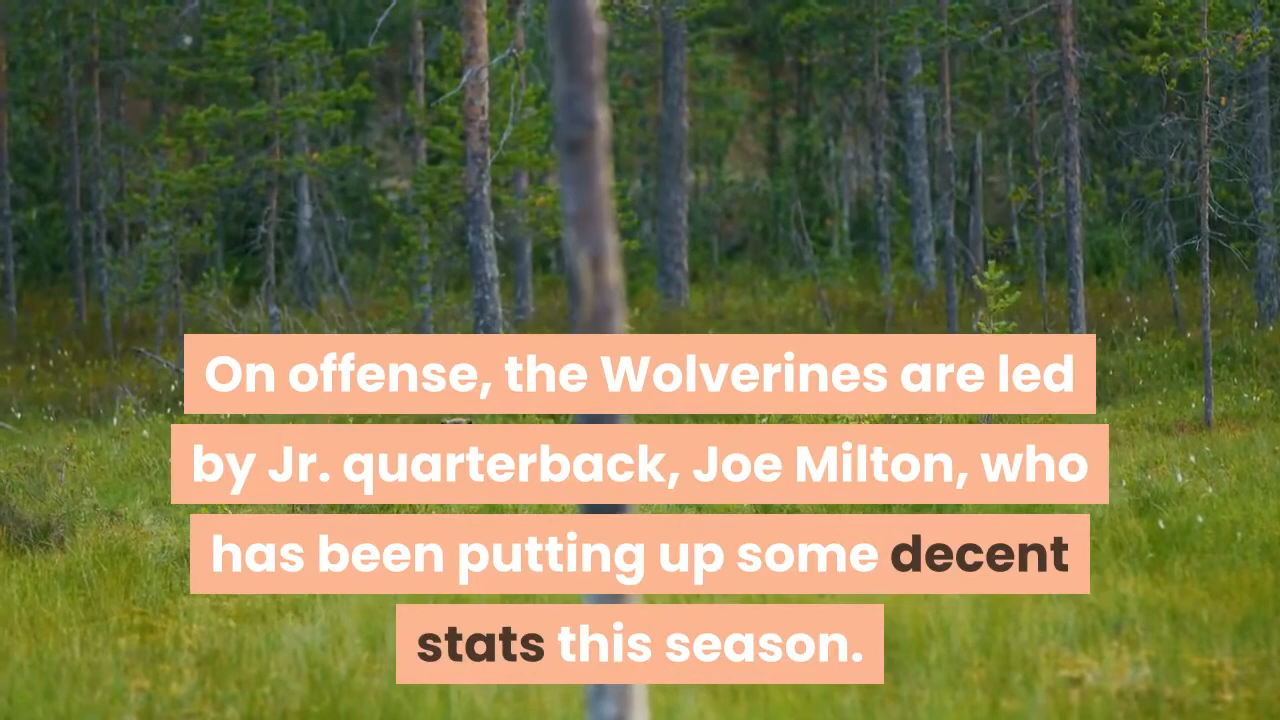 On offense, the Wolverines are led
by Jr. quarterback, Joe Milton, who
has been putting up some decent
stats this season.